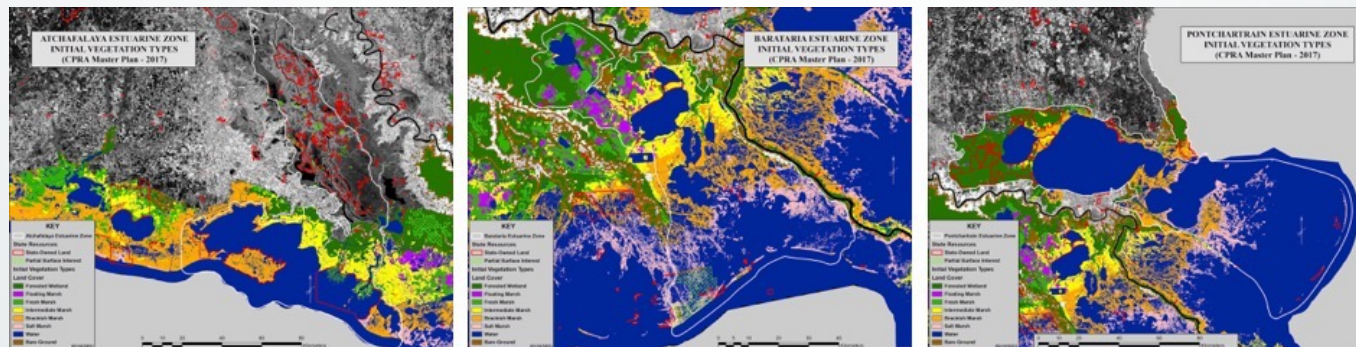 ATCHAFALAYA ESTUARINE ZONE
INITIAL VEGETATION TYPES
(CPRA Master Plan - 2017)
KEY
Atchafalaya Estuarine Zone
State Resources
State-Owned Land
Partial Surface Interest
Initial Vegetation Types
Land Cover
Forested Wetland
Floating Marsh
Fresh Marsh
Intermediate Marsh
Brackish Marsh
Salt Marsh
Water
Bare Ground
BARATARIA ESTUARINE ZONE
INITIAL VEGETATION TYPES
(CPRA Master Plan - 2017)
KEY
Barataria Estuarine Zone
State Resources
State-Owned Land
Partial Surface Interest
Initial Vegetation Types
Land Cover
Forested Wetland
Floating Marsh
Fresh Marsh
Intermediate Marsh
Brackish Marsh
Salt Marsh
Water
Bare Ground
PONTCHARTRAIN ESTUARINE ZONE
INITIAL VEGETATION TYPES
(CPRA Master Plan - 2017)
KEY
Pontchartrain Estuarine Zone
State Resources
State-Owned Land
Partial Surface Interest
Initial Vegetation Types
Land Cover
Forested Wetland
Floating Marsh
Fresh Marsh
Intermediate Marsh
Brackish Marsh
Salt Marsh
Water
Bare Ground